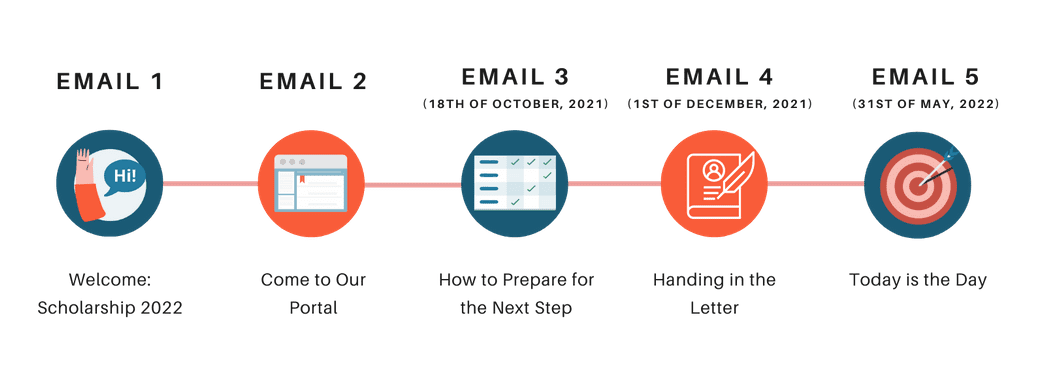 EMAIL 1
EMAIL 2
EMAIL 3
(18TH OF OCTOBER, 2021)
EMAIL 4
(1ST OF DECEMBER, 2021)
EMAIL 5
(31ST OF MAY, 2022)
Hi!
Welcome:
Scholarship 2022
Come to Our
Portal
How to Prepare for
the Next Step
Handing in the
Letter
Today is the Day